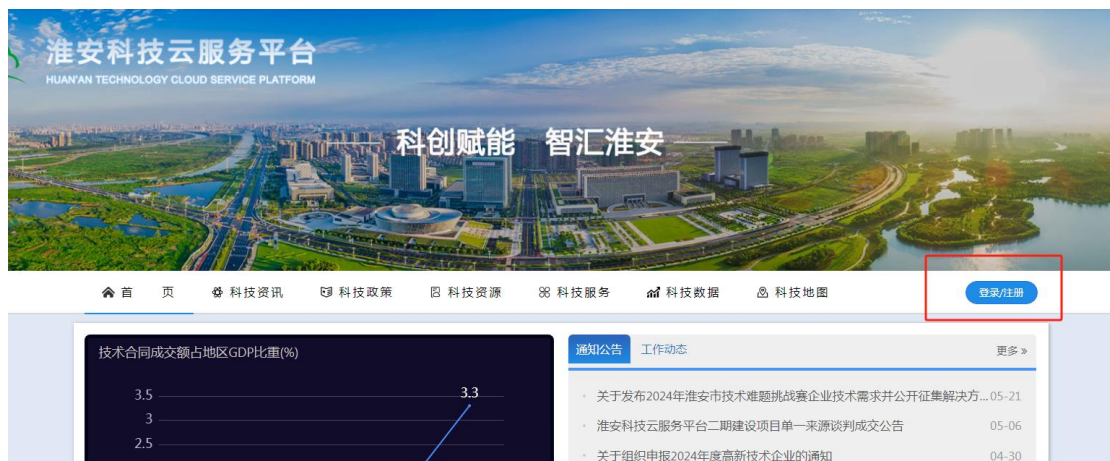 淮安科技云服务平台
HUAN'AN TECHNOLOGY CLOUD SERVICE PLATFORM
科创赋能 智汇淮安
首 页 科技资讯 科技政策 科技资源 科技服务 科技数据 科技地图 登录/注册
技术合同成交额占地区GDP比重(%)
3.5
3.3
3
2.5
通知公告 工作动态 更多 »
关于发布2024年淮安市技术难题挑战赛企业技术需求并公开征集解决方... 05-21
淮安科技云服务平台二期建设项目单一来源谈判成交公告 05-06
关于组织申报2024年度高新技术企业的通知 04-30